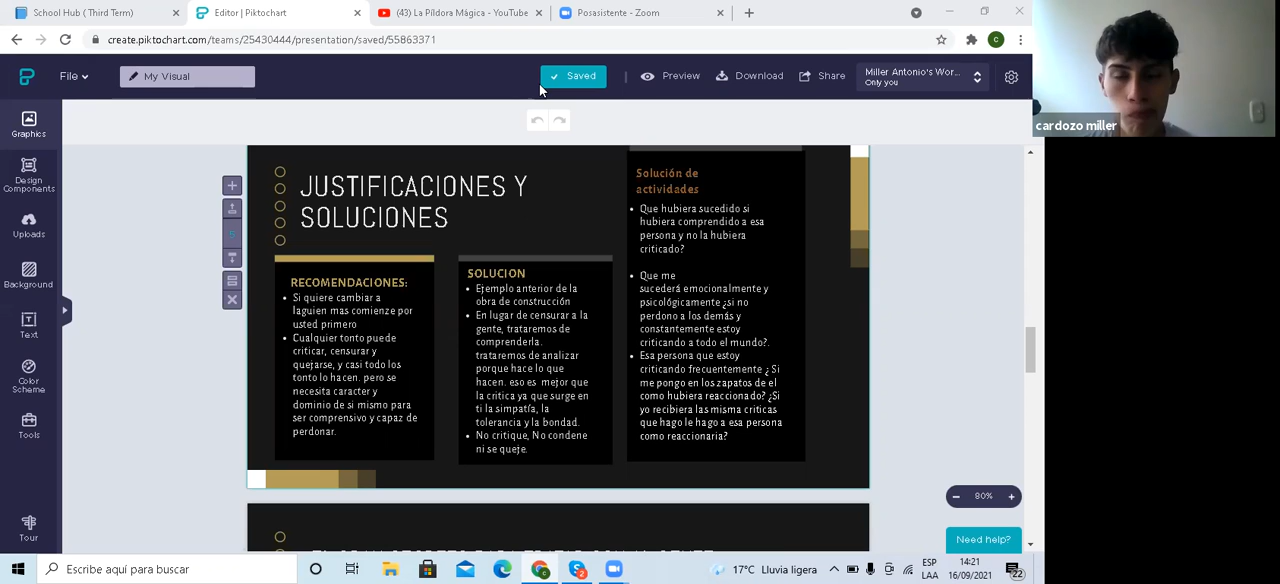 School Hub ( Third Term)
Editor | Piktochart
(43) La Píldora Mágica - YouTube
Posasistente - Zoom
create.piktochart.com/teams/25430444/presentation/saved/55863371
C
File
My Visual
Saved
Preview
Download
Share
Miller Antonio's Wor...
Only you
cardozo miller
Graphics
Design
Components
Uploads
Background
Text
Color
Scheme
Tools
Tour
5
JUSTIFICACIONES Y
SOLUCIONES
RECOMENDACIONES:
Si quiere cambiar a
laguien mas comienze por
usted primero
Cualquier tonto puede
criticar, censurar y
quejarse, y casi todo los
tonto lo hacen. pero se
necesita caracter y
dominio de si mismo para
ser comprensivo y capaz de
perdonar.
SOLUCION
Ejemplo anterior de la
obra de construcción
En lugar de censurar a la
gente, trataremos de
comprenderla.
trataremos de analizar
porque hace lo que
hacen. eso es mejor que
la critica ya que surge en
ti la simpatía, la
tolerancia y la bondad.
No critique, No condene
ni se queje.
Solución de
actividades
Que hubiera sucedido si
hubiera comprendido a esa
persona y no la hubiera
criticado?
Que me
sucederá emocionalmente y
psicológicamente ¿si no
perdono a los demás y
constantemente estoy
criticando a todo el mundo?.
Esa persona que estoy
criticando frecuentemente ¿ Si
me pongo en los zapatos de el
como hubiera reaccionado? ¿Si
yo recibiera las misma criticas
que hago le hago a esa persona
como reaccionaria?
80%
Need help?
Escribe aquí para buscar
2
17°C Lluvia ligera
ESP
LAA
14:21
16/09/2021
22